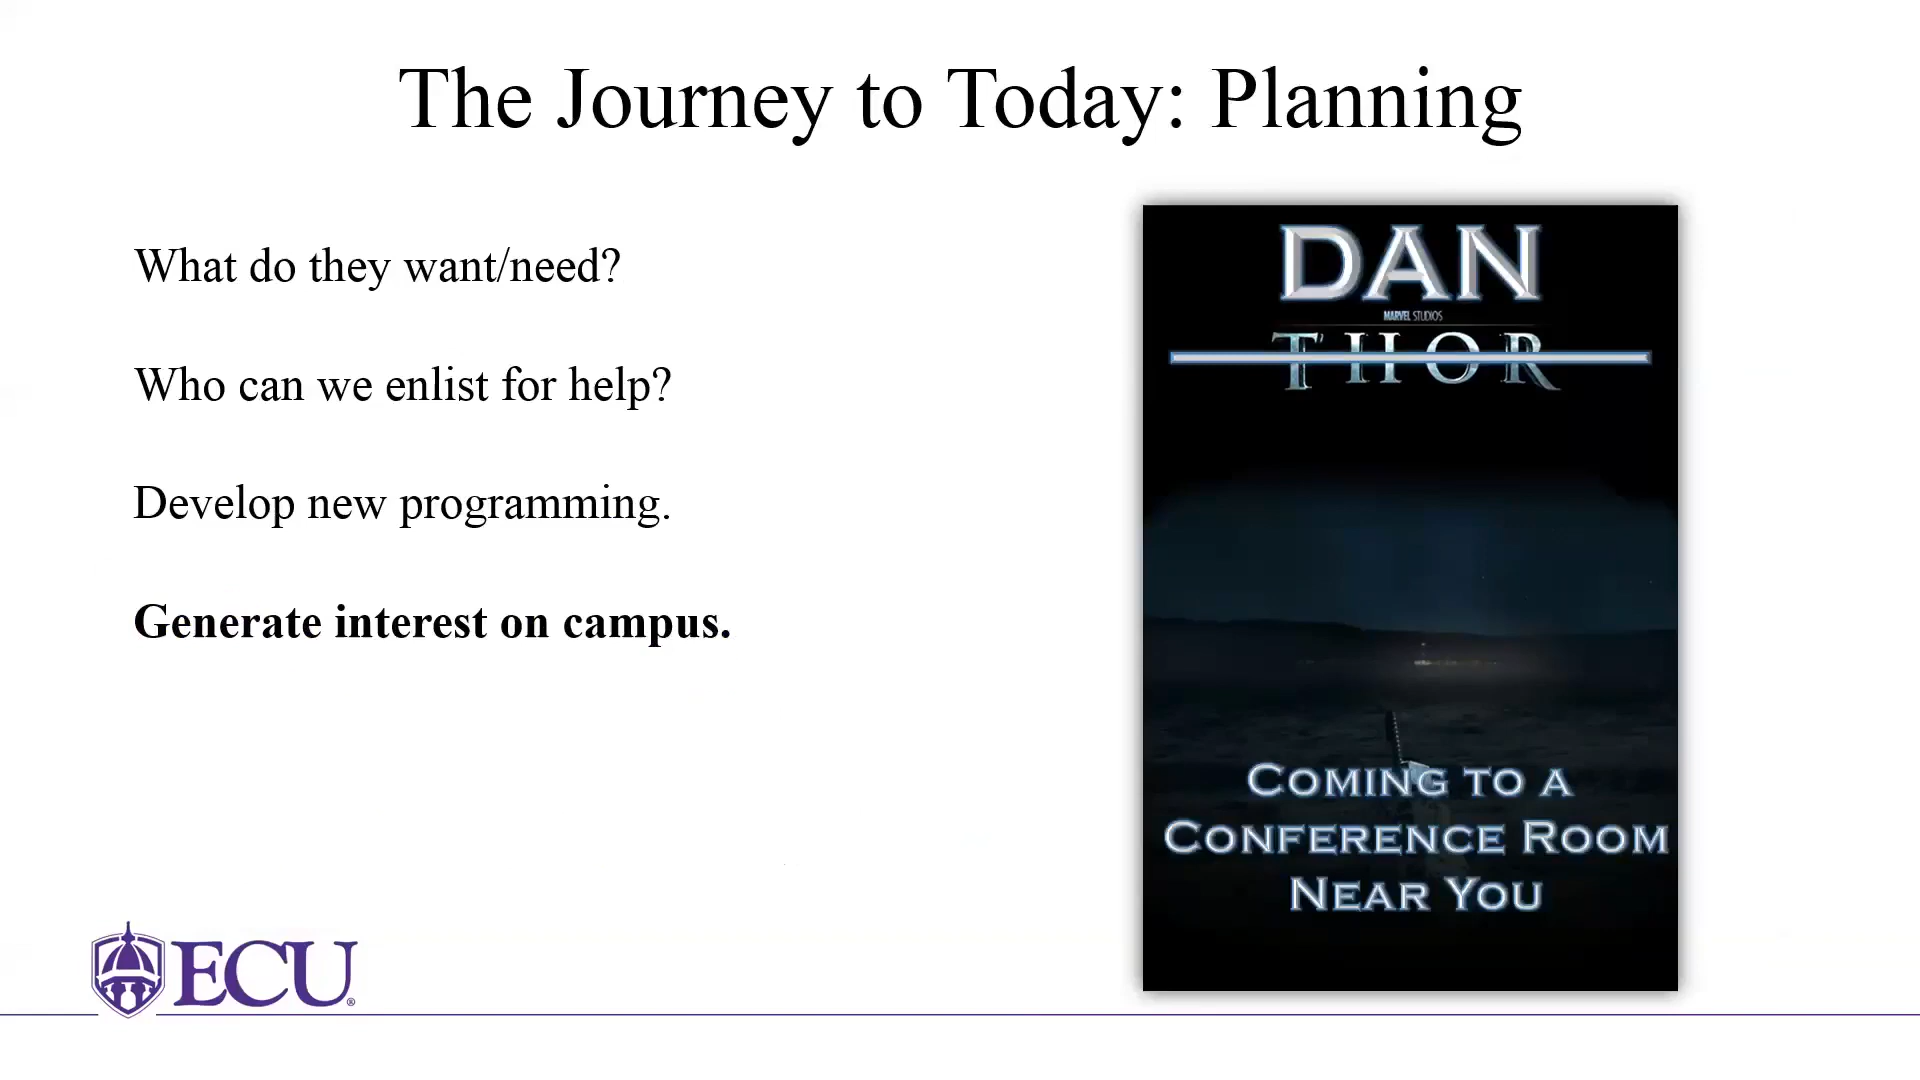 The Journey to Today: Planning
What do they want/need?
Who can we enlist for help?
Develop new programming.
Generate interest on campus.
DAN
MARVEL STUDIOS
THOR
COMING TO A
CONFERENCE ROOM
NEAR YOU
ECU®